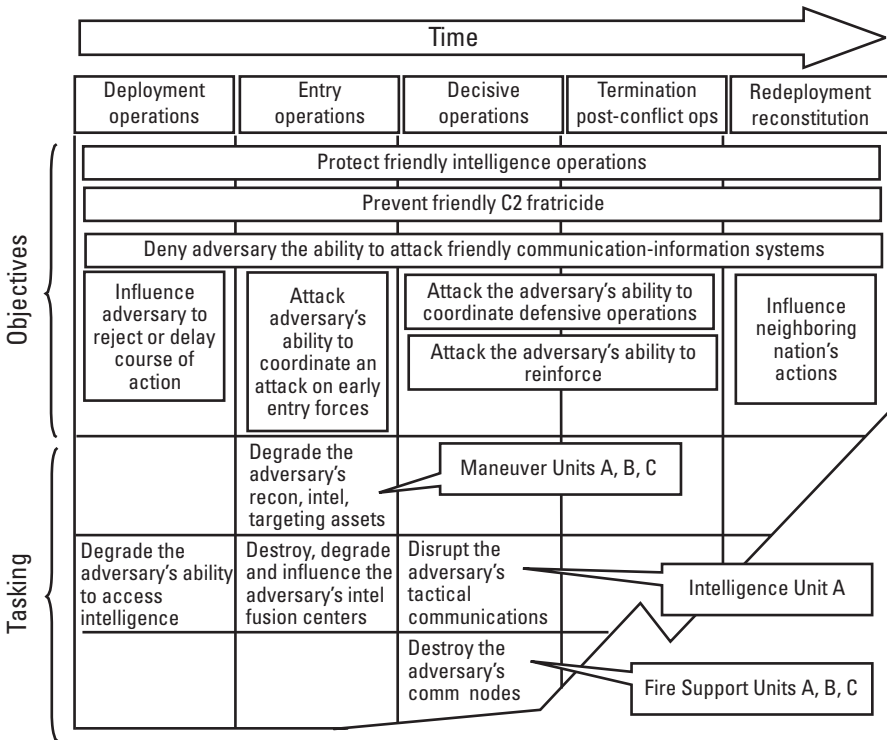 Time
Deployment
operations
Entry
operations
Decisive
operations
Termination
post-conflict ops
Redeployment
reconstitution
Objectives
Protect friendly intelligence operations
Prevent friendly C2 fratricide
Deny adversary the ability to attack friendly communication-information systems
Influence
adversary to
reject or delay
course of
action
Attack
adversary's
ability to
coordinate an
attack on early
entry forces
Attack the adversary's ability to
coordinate defensive operations
Attack the adversary's ability to
reinforce
Influence
neighboring
nation's
actions
Tasking
Degrade the
adversary's
recon, intel,
targeting assets
Maneuver Units A, B, C
Degrade the
adversary's ability
to access
intelligence
Destroy, degrade
and influence the
adversary's intel
fusion centers
Disrupt the
adversary's
tactical
communications
Intelligence Unit A
Destroy the
adversary's
comm nodes
Fire Support Units A, B, C